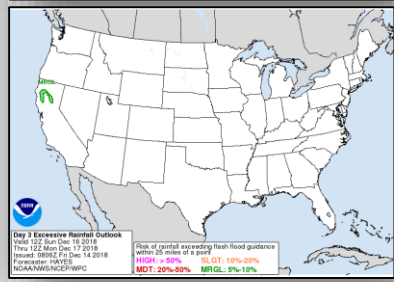 MRGL
NOAA
Day 3 Excessive Rainfall Outlook
Valid 12Z Sun Dec 16 2018
Thru 12Z Mon Dec 17 2018
Issued: 0806Z Fri Dec 14 2018
Forecaster: HAYES
NOAA/NWS/NCEP/WPC
Risk of rainfall exceeding flash flood guidance
within 25 miles of a point
HIGH: > 50% SLGT: 10%-20%
MDT: 20%-50% MRGL: 5%-10%